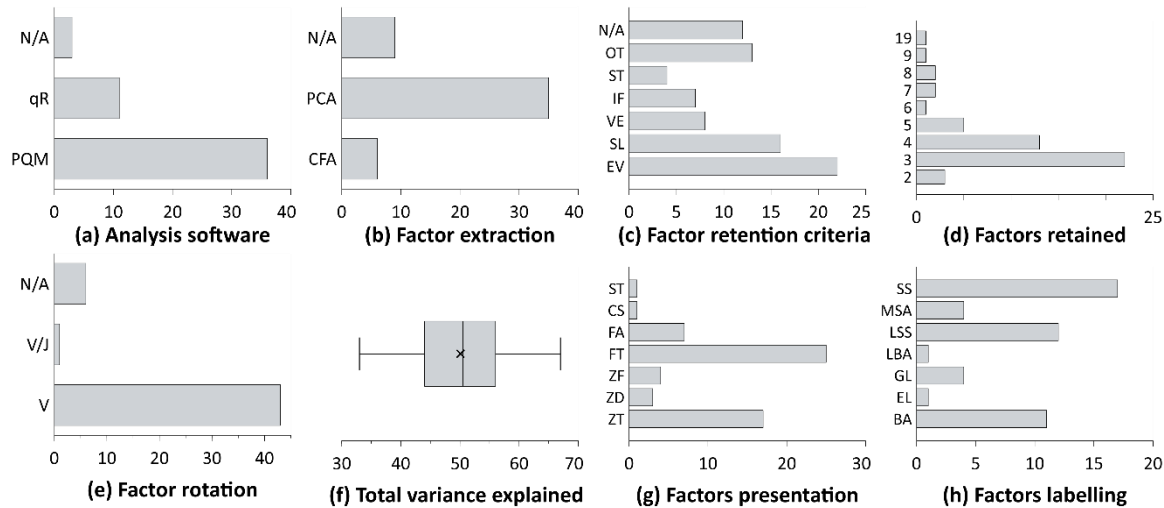 N/A
qR
PQM
0 10 20 30 40
(a) Analysis software
N/A
PCA
CFA
0 10 20 30 40
(b) Factor extraction
N/A
OT
ST
IF
VE
SL
EV
0 5 10 15 20 25
(c) Factor retention criteria
19
9
8
7
6
5
4
3
2
0 25
(d) Factors retained
N/A
V/J
V
0 20 40
(e) Factor rotation
30 40 50 60 70
(f) Total variance explained
ST
CS
FA
FT
ZF
ZD
ZT
0 10 20 30
(g) Factors presentation
SS
MSA
LSS
LBA
GL
EL
BA
0 5 10 15 20
(h) Factors labelling